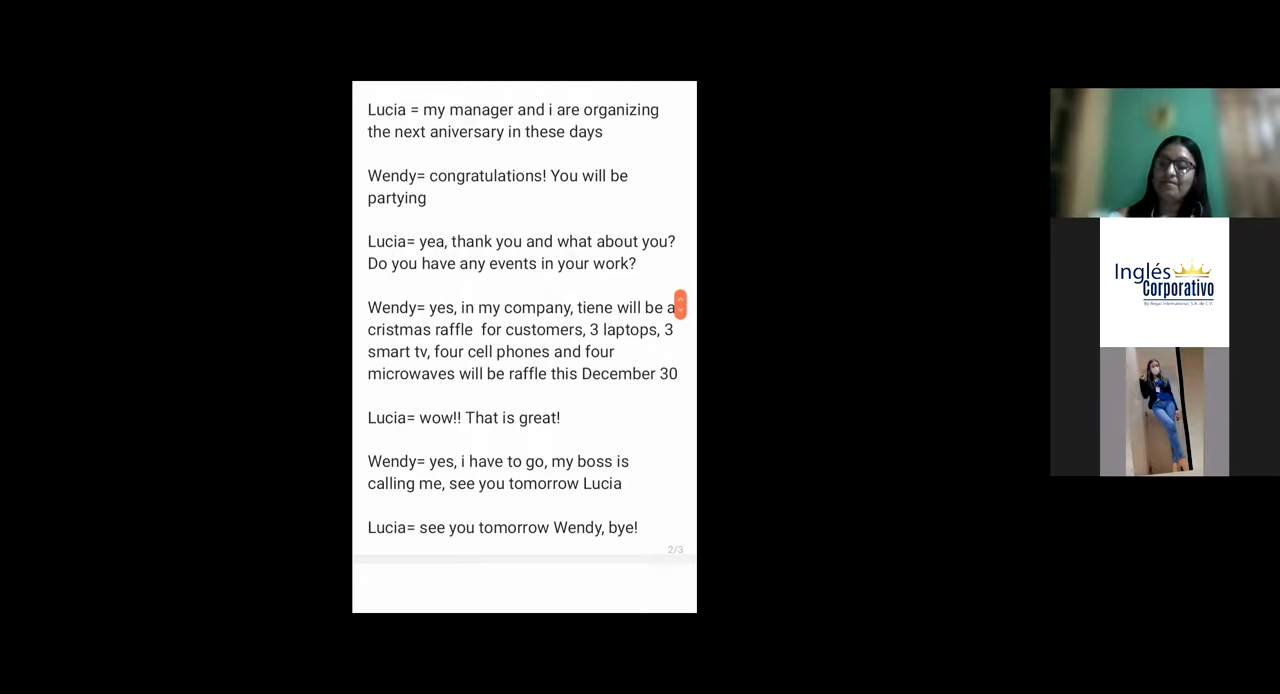 Lucia = my manager and i are organizing
the next aniversary in these days
Wendy= congratulations! You will be
partying
Lucia= yea, thank you and what about you?
Do you have any events in your work?
Wendy= yes, in my company, tiene will be a
cristmas raffle for customers, 3 laptops, 3
smart tv, four cell phones and four
microwaves will be raffle this December 30
Lucia= wow!! That is great!
Wendy= yes, i have to go, my boss is
calling me, see you tomorrow Lucia
Lucia= see you tomorrow Wendy, bye!
2/3
Inglés
Corporativo
By Regal International, S.A. de C.V.